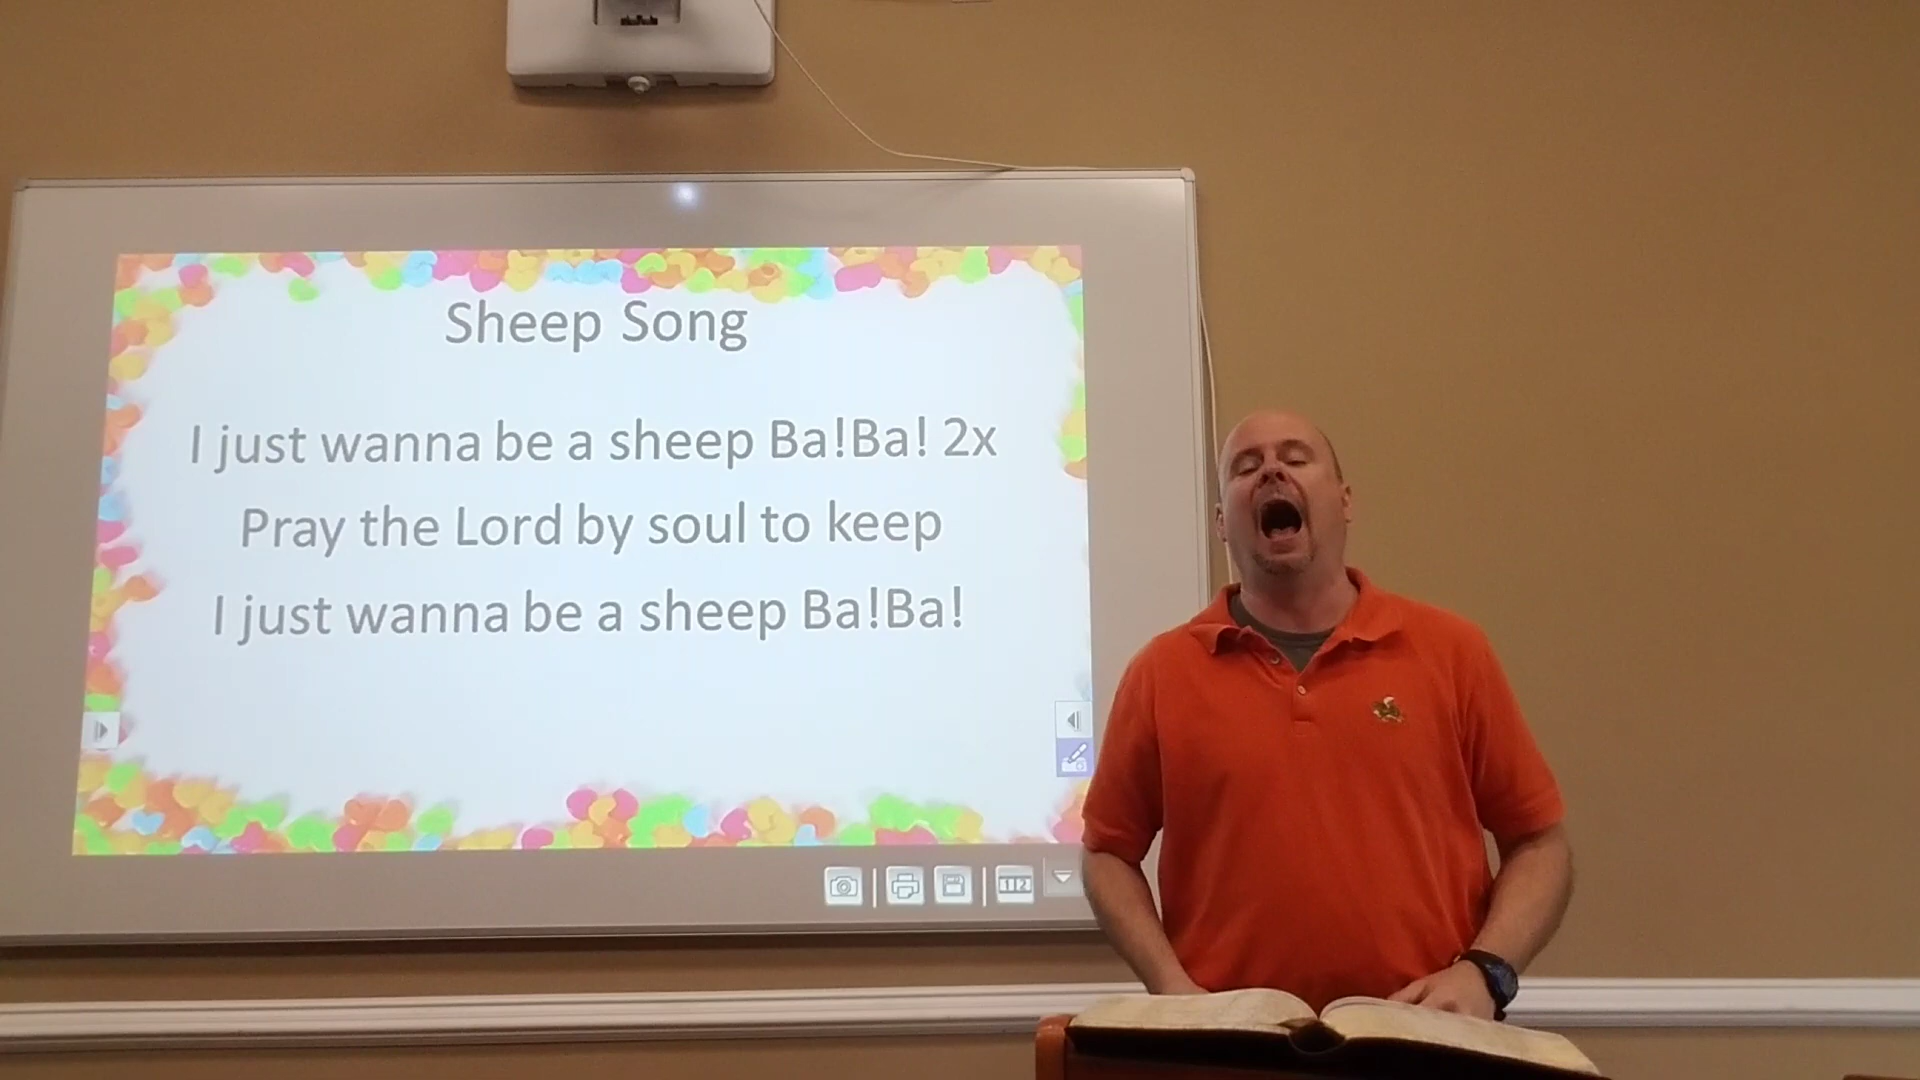 Sheep Song
I just wanna be a sheep Ba!Ba! 2x
Pray the Lord by soul to keep
I just wanna be a sheep Ba!Ba!